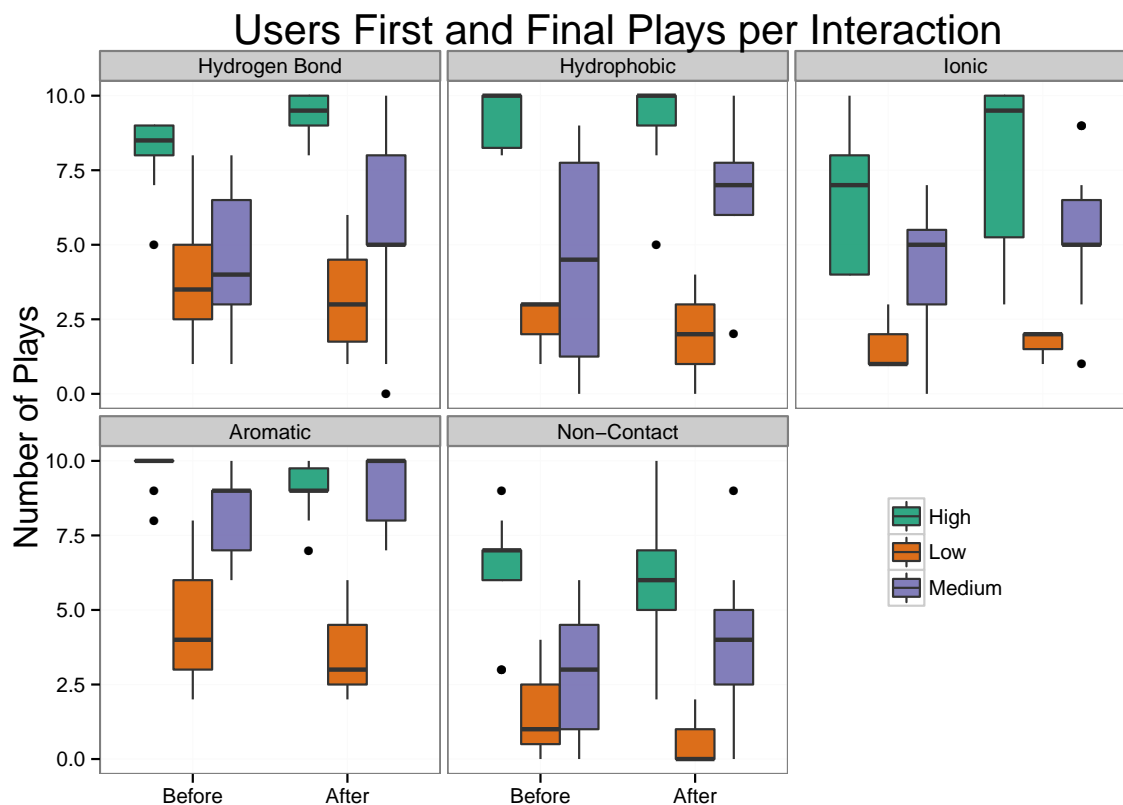 Users First and Final Plays per Interaction
Hydrogen Bond
Hydrophobic
Ionic
10.0
7.5
5.0
2.5
0.0
Number of Plays
Aromatic
Non−Contact
10.0
7.5
5.0
2.5
0.0
High
Low
Medium
Before
After
Before
After